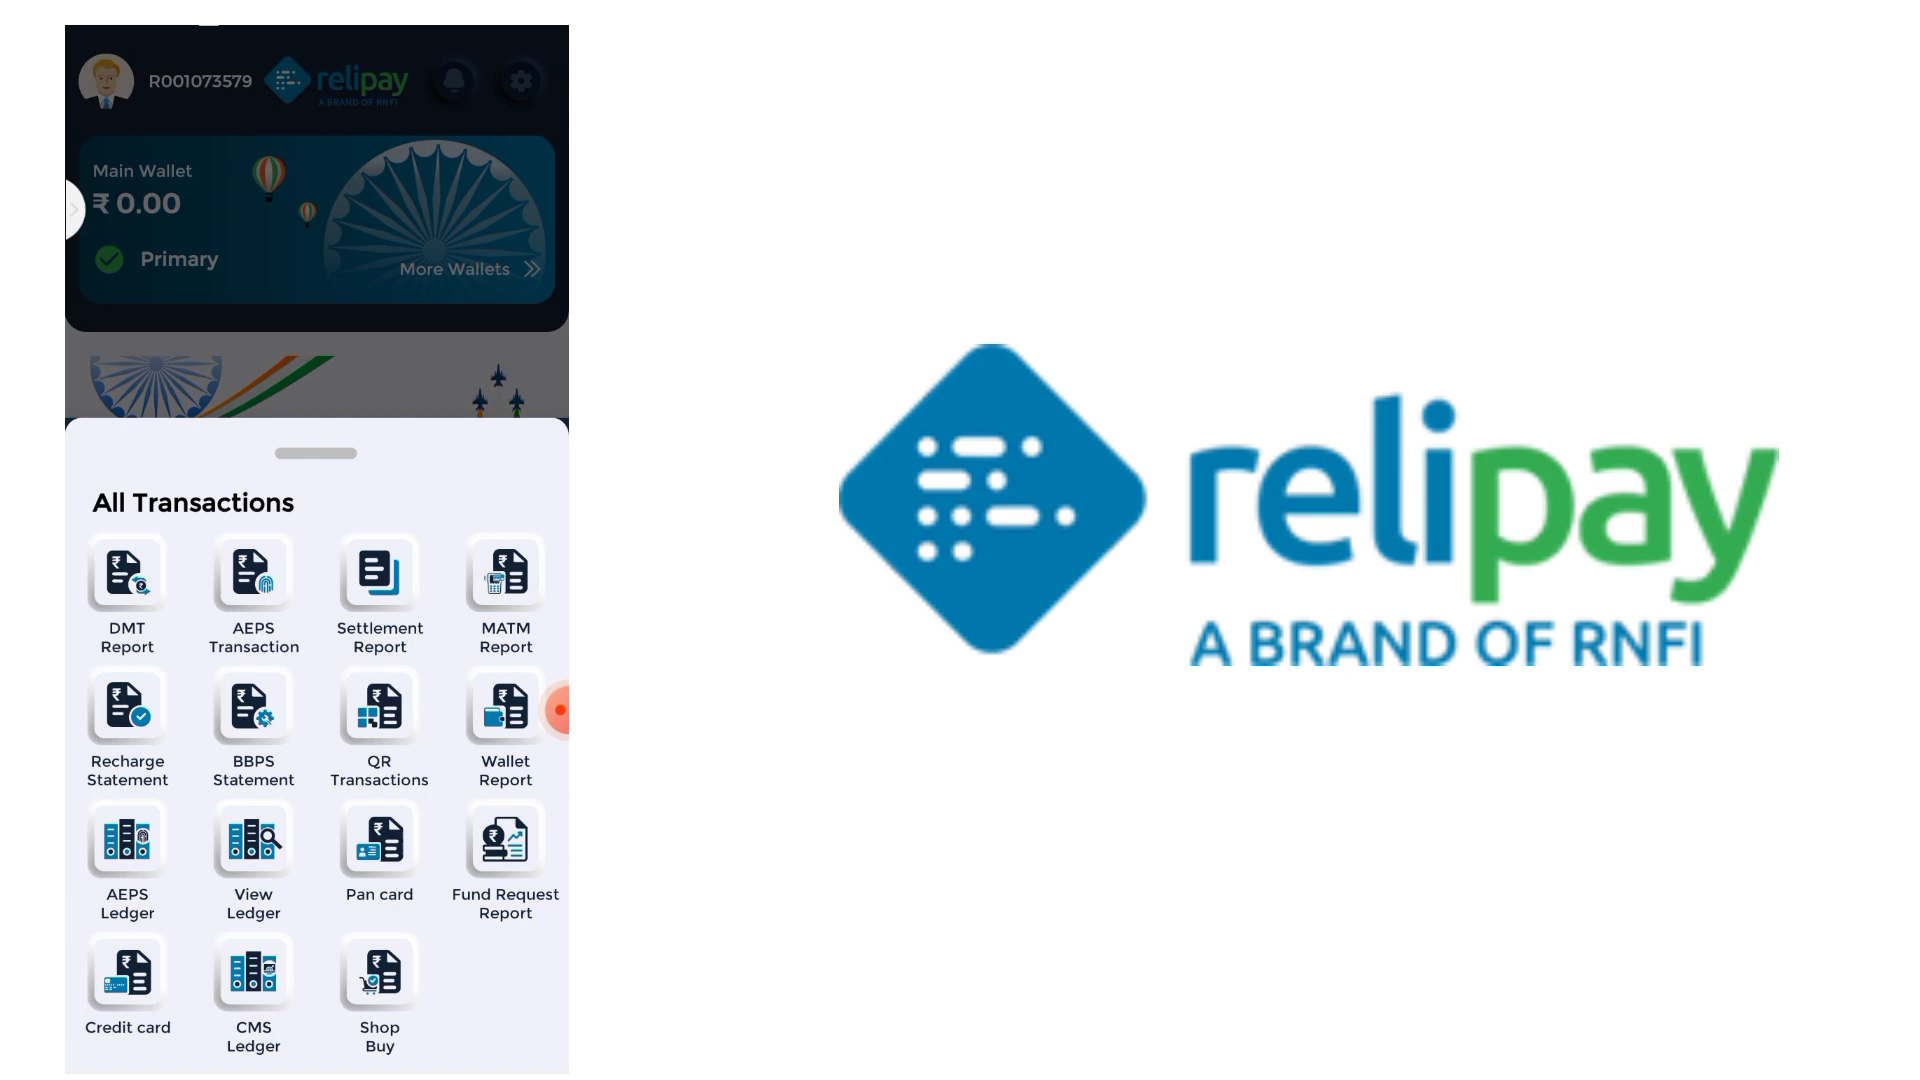 R001073579
relipay
A BRAND OF RNFI
Main Wallet
₹ 0.00
Primary
More Wallets
All Transactions
DMT
Report
AEPS
Transaction
Settlement
Report
MATM
Report
Recharge
Statement
BBPS
Statement
QR
Transactions
Wallet
Report
AEPS
Ledger
View
Ledger
Pan card
Fund Request
Report
Credit card
CMS
Ledger
Shop
Buy
relipay
A BRAND OF RNFI